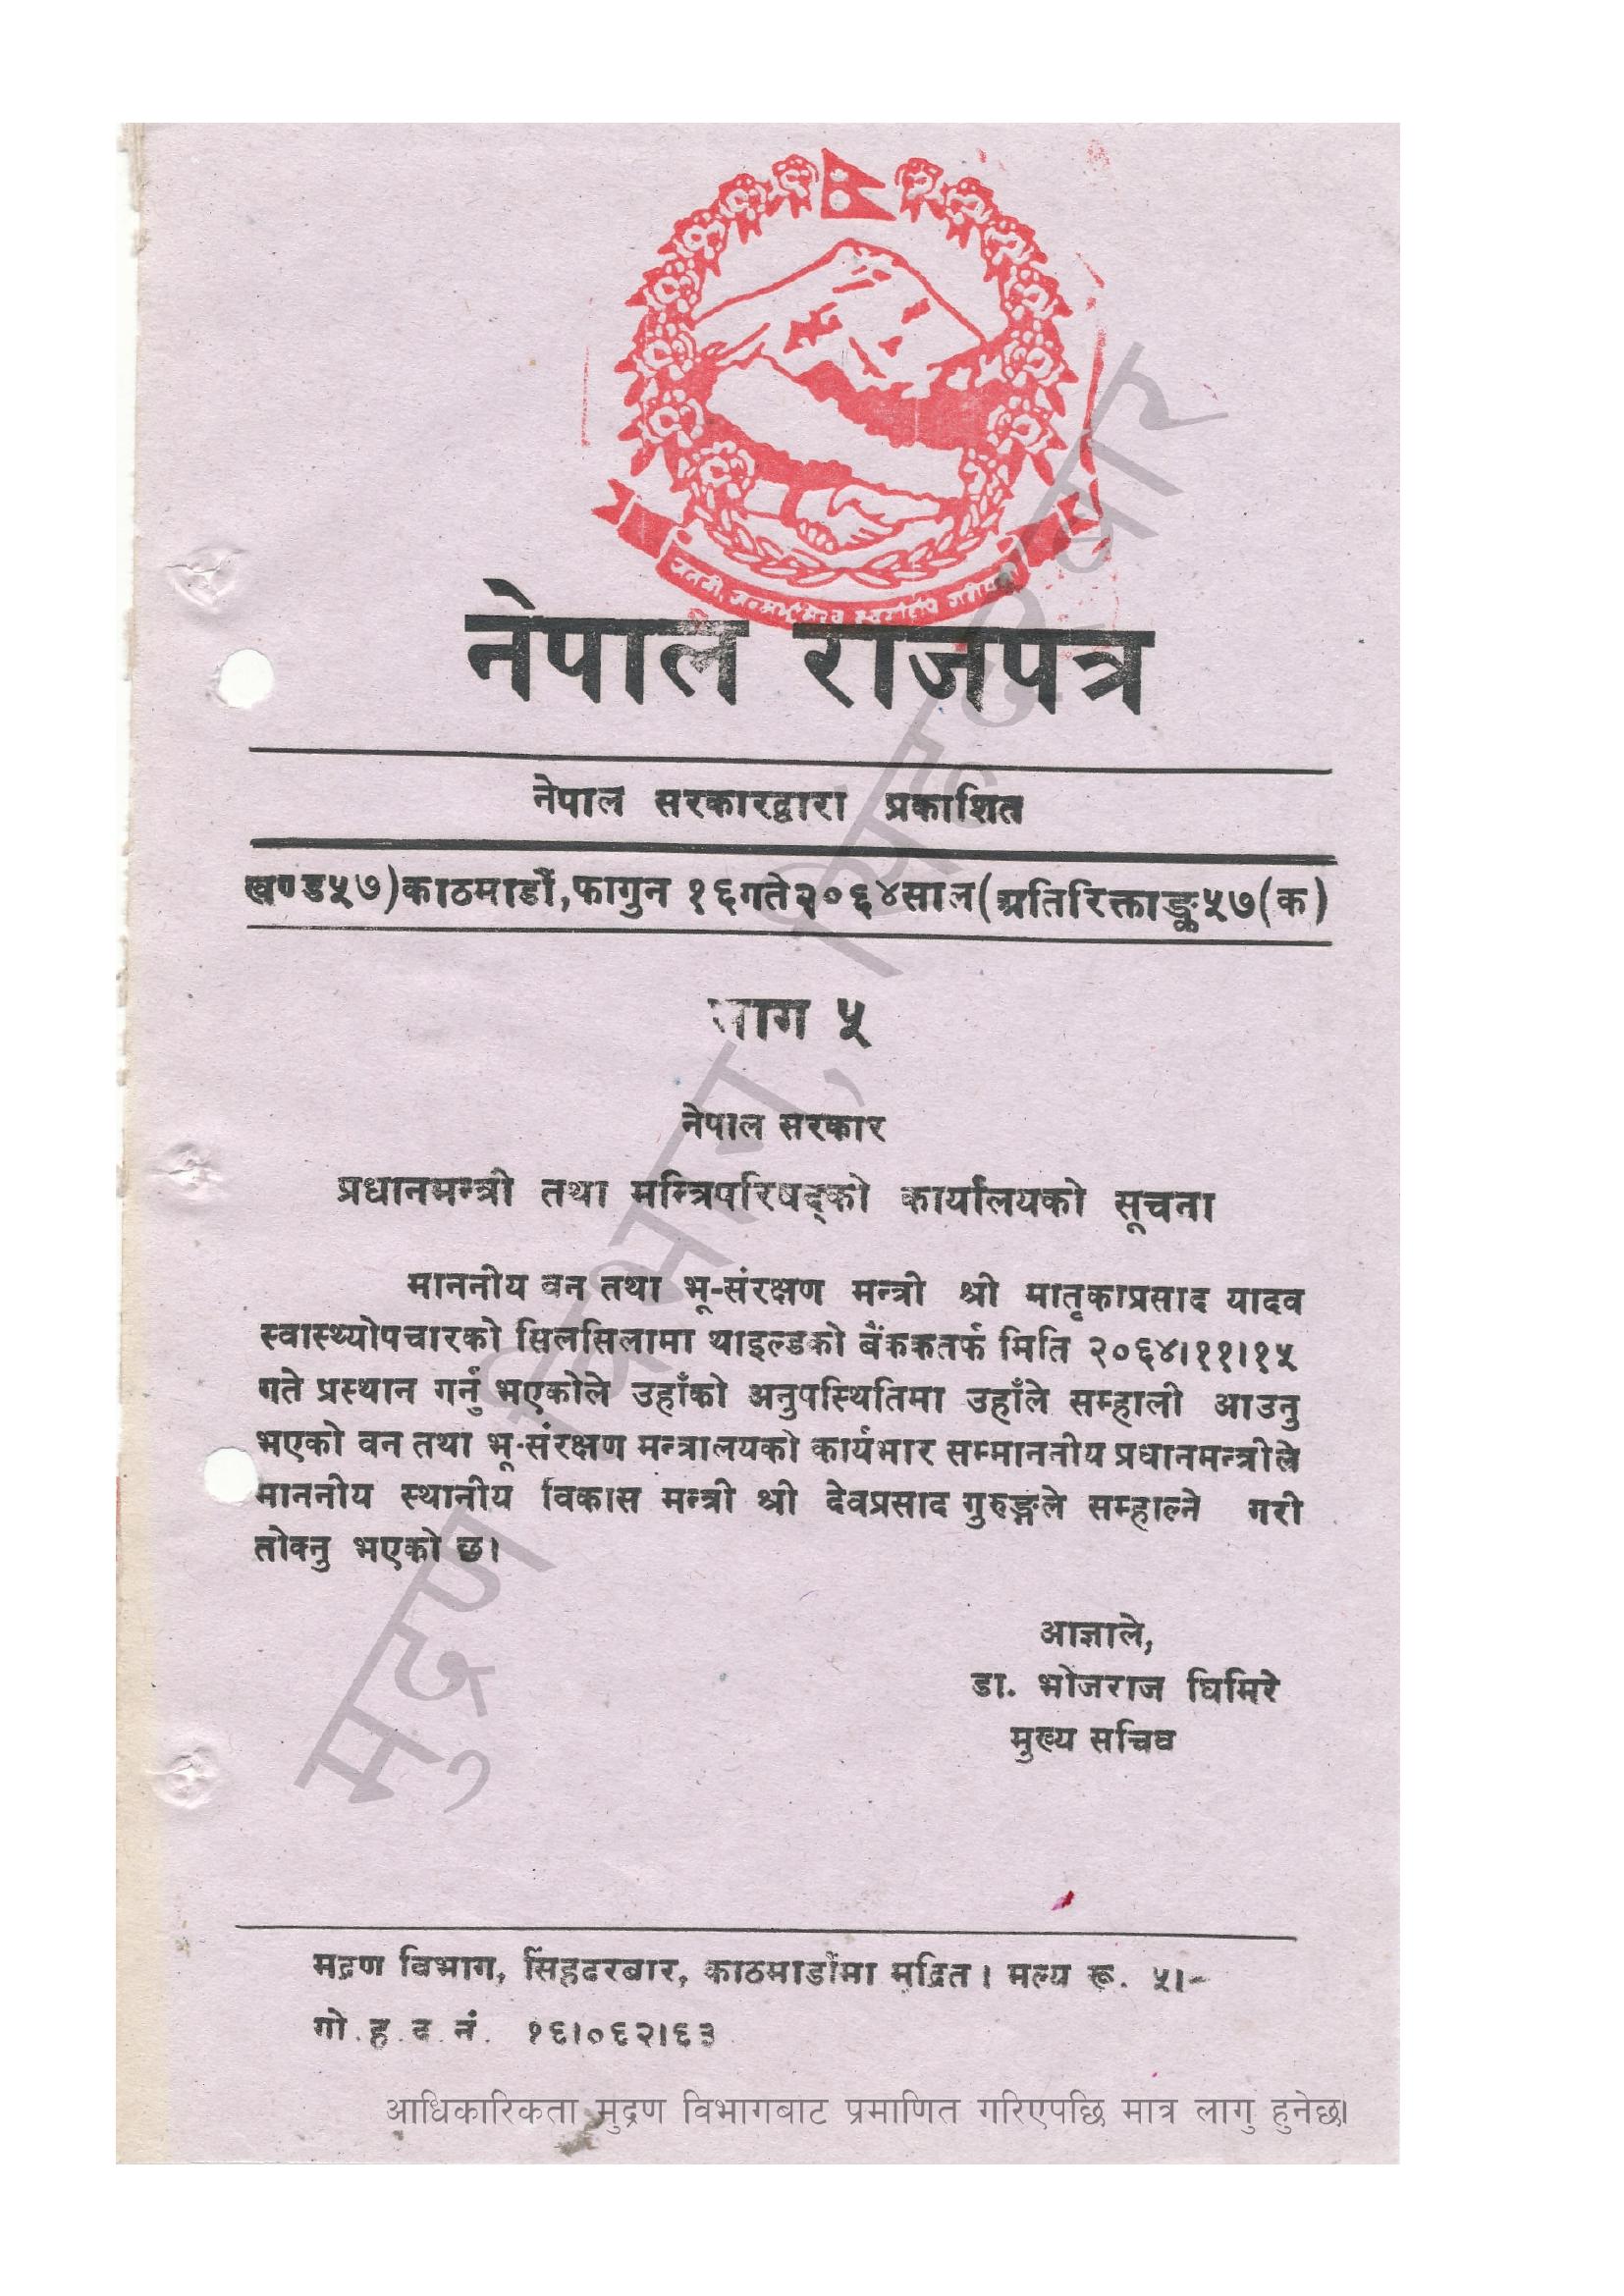 नेपाल राजपत्र
नेपाल सरकारद्वारा प्रकाशित
खण्ड५७)काठमाडौं,फागुन १६गते२०६४साल(अतिरिक्ताङ्क५७(क)
भाग ५
नेपाल सरकार
प्रधानमन्त्री तथा मन्त्रिपरिषद्को कार्यालयको सूचना
माननीय वन तथा भू-संरक्षण मन्त्री श्री मातृकाप्रसाद यादव
स्वास्थ्योपचारको सिलसिलामा थाइल्डको बैंककतर्फ मिति २०६४।११।१५
गते प्रस्थान गर्नु भएकोले उहाँको अनुपस्थितिमा उहाँले सम्हाली आउनु
भएको वन तथा भू-संरक्षण मन्त्रालयको कार्यभार सम्माननीय प्रधानमन्त्रीले
माननीय स्थानीय विकास मन्त्री श्री देवप्रसाद गुरुङ्गले सम्हाल्ने गरी
तोक्नु भएको छ।
आज्ञाले,
डा. भोजराज घिमिरे
मुख्य सचिव
मुद्रण विभाग, सिंहदरबार
मद्रण विभाग, सिंहदरबार, काठमाडौंमा मुद्रित। मल्य रू. ५।-
गो.ह.द.नं. १६।०६२।६३
आधिकारिकता मुद्रण विभागबाट प्रमाणित गरिएपछि मात्र लागु हुनेछ।